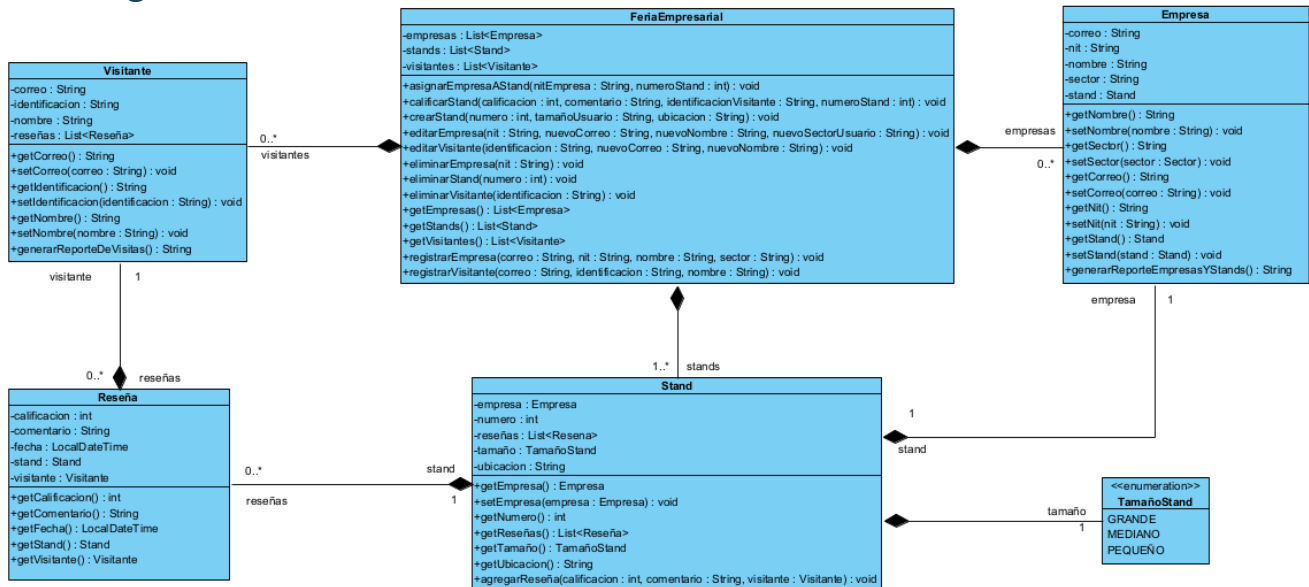 FeriaEmpresarial
-empresas : List<Empresa>
-stands : List<Stand>
-visitantes : List<Visitante>
+asignarEmpresaAStand(nitEmpresa : String, numeroStand : int) : void
+calificarStand(calificacion : int, comentario : String, identificacionVisitante : String, numeroStand : int) : void
+crearStand(numero : int, tamañoUsuario : String, ubicacion : String) : void
+editarEmpresa(nit : String, nuevoCorreo : String, nuevoNombre : String, nuevoSectorUsuario : String) : void
+editarVisitante(identificacion : String, nuevoCorreo : String, nuevoNombre : String) : void
+eliminarEmpresa(nit : String) : void
+eliminarStand(numero : int) : void
+eliminarVisitante(identificacion : String) : void
+getEmpresas() : List<Empresa>
+getStands() : List<Stand>
+getVisitantes() : List<Visitante>
+registrarEmpresa(correo : String, nit : String, nombre : String, sector : String) : void
+registrarVisitante(correo : String, identificacion : String, nombre : String) : void
Empresa
-correo : String
-nit : String
-nombre : String
-sector : String
-stand : Stand
+getNombre() : String
+setNombre(nombre : String) : void
+getSector() : String
+setSector(sector : Sector) : void
+getCorreo() : String
+setCorreo(correo : String) : void
+getNit() : String
+setNit(nit : String) : void
+getStand() : Stand
+setStand(stand : Stand) : void
+generarReporteEmpresasYStands() : String
Visitante
-correo : String
-identificacion : String
-nombre : String
-reseñas : List<Reseña>
+getCorreo() : String
+setCorreo(correo : String) : void
+getIdentificacion() : String
+setIdentificacion(identificacion : String) : void
+getNombre() : String
+setNombre(nombre : String) : void
+generarReporteDeVisitas() : String
0..*
visitantes
empresas
0..*
visitante 1
empresa 1
0..* reseñas
1..* stands
Reseña
-calificacion : int
-comentario : String
-fecha : LocalDateTime
-stand : Stand
-visitante : Visitante
+getCalificacion() : int
+getComentario() : String
+getFecha() : LocalDateTime
+getStand() : Stand
+getVisitante() : Visitante
0..* stand
reseñas 1
Stand
-empresa : Empresa
-numero : int
-reseñas : List<Resena>
-tamaño : TamañoStand
-ubicacion : String
+getEmpresa() : Empresa
+setEmpresa(empresa : Empresa) : void
+getNumero() : int
+getReseñas() : List<Reseña>
+getTamaño() : TamañoStand
+getUbicacion() : String
+agregarReseña(calificacion : int, comentario : String, visitante : Visitante) : void
1
stand
tamaño
1
<<enumeration>>
TamañoStand
GRANDE
MEDIANO
PEQUEÑO